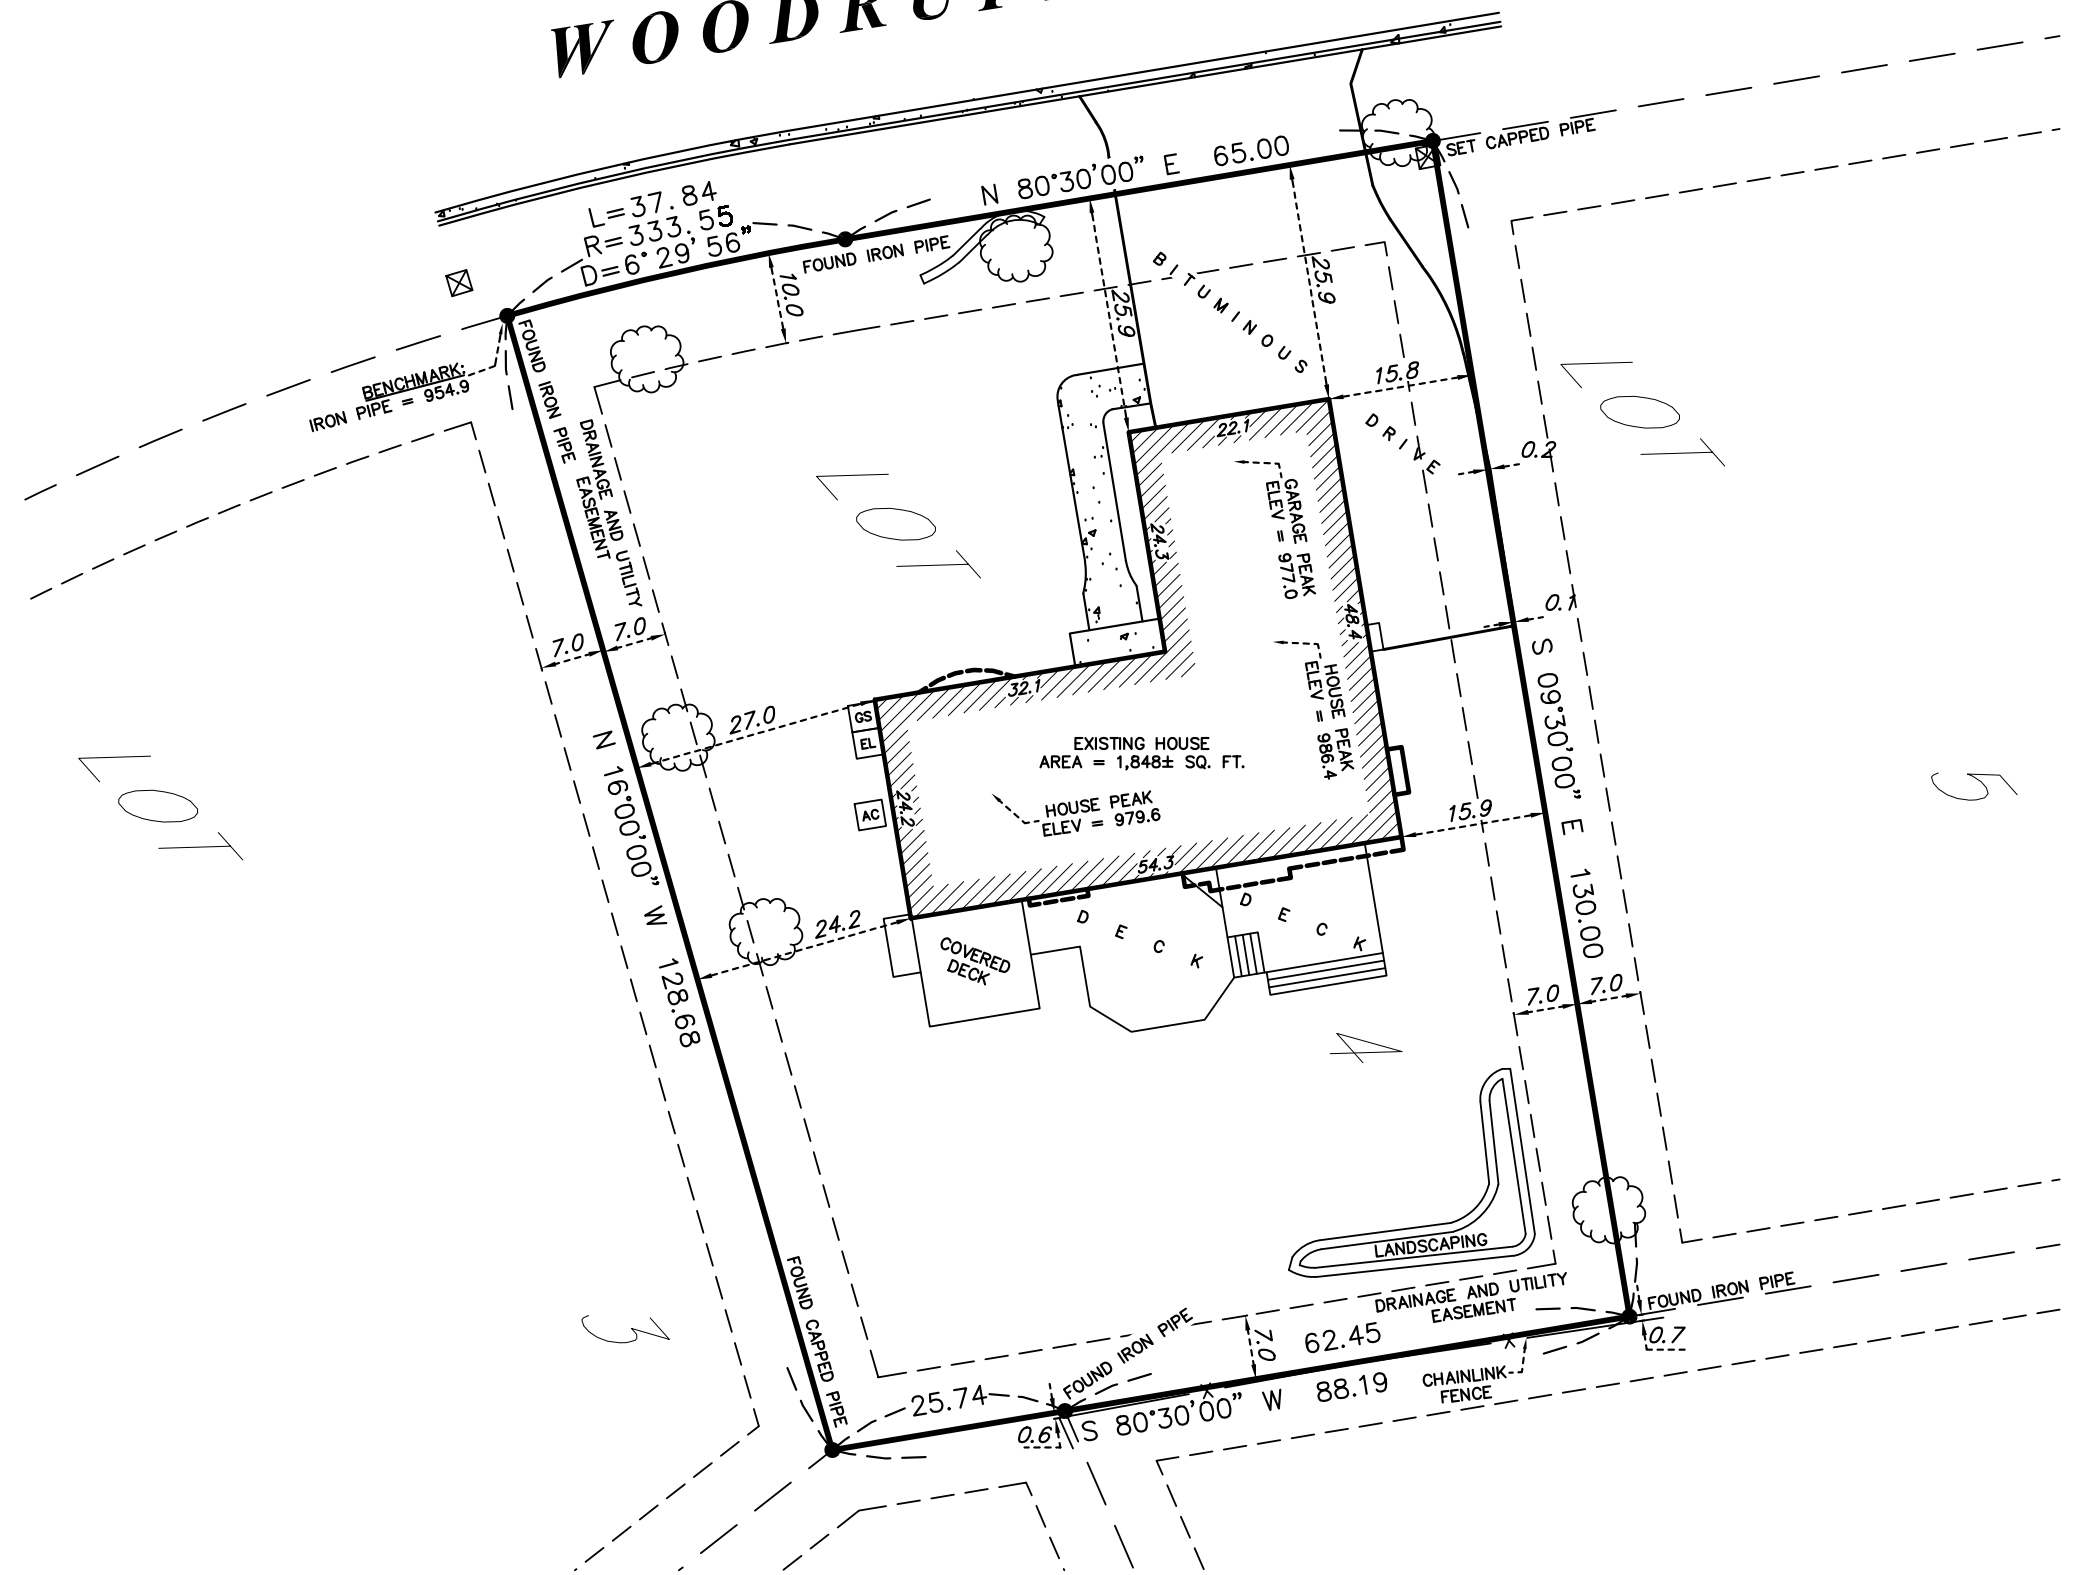 WOODRU
L=37.84
R=333.55
D=6°29'56"
N 80°30'00" E 65.00
SET CAPPED PIPE
FOUND IRON PIPE
10.0
25.9
25.9
BITUMINOUS
DRIVE
15.8
0.2
0.1
BENCHMARK:
IRON PIPE = 954.9
FOUND IRON PIPE
DRAINAGE AND UTILITY
EASEMENT
LOT
LOT
LOT
22.1
24.3
GARAGE PEAK
ELEV = 977.0
48.4
HOUSE PEAK
ELEV = 986.4
7.0
7.0
27.0
32.1
GS
EL
AC
24.2
EXISTING HOUSE
AREA = 1,848± SQ. FT.
HOUSE PEAK
ELEV = 979.6
54.3
15.9
24.2
COVERED
DECK
DECK
DECK
N 16°00'00" W 128.68
S 09°30'00" E 130.00
7.0
7.0
3
4
5
LANDSCAPING
DRAINAGE AND UTILITY
EASEMENT
FOUND IRON PIPE
0.7
FOUND CAPPED PIPE
FOUND IRON PIPE
7.0
62.45
25.74
0.6
S 80°30'00" W 88.19
CHAINLINK
FENCE